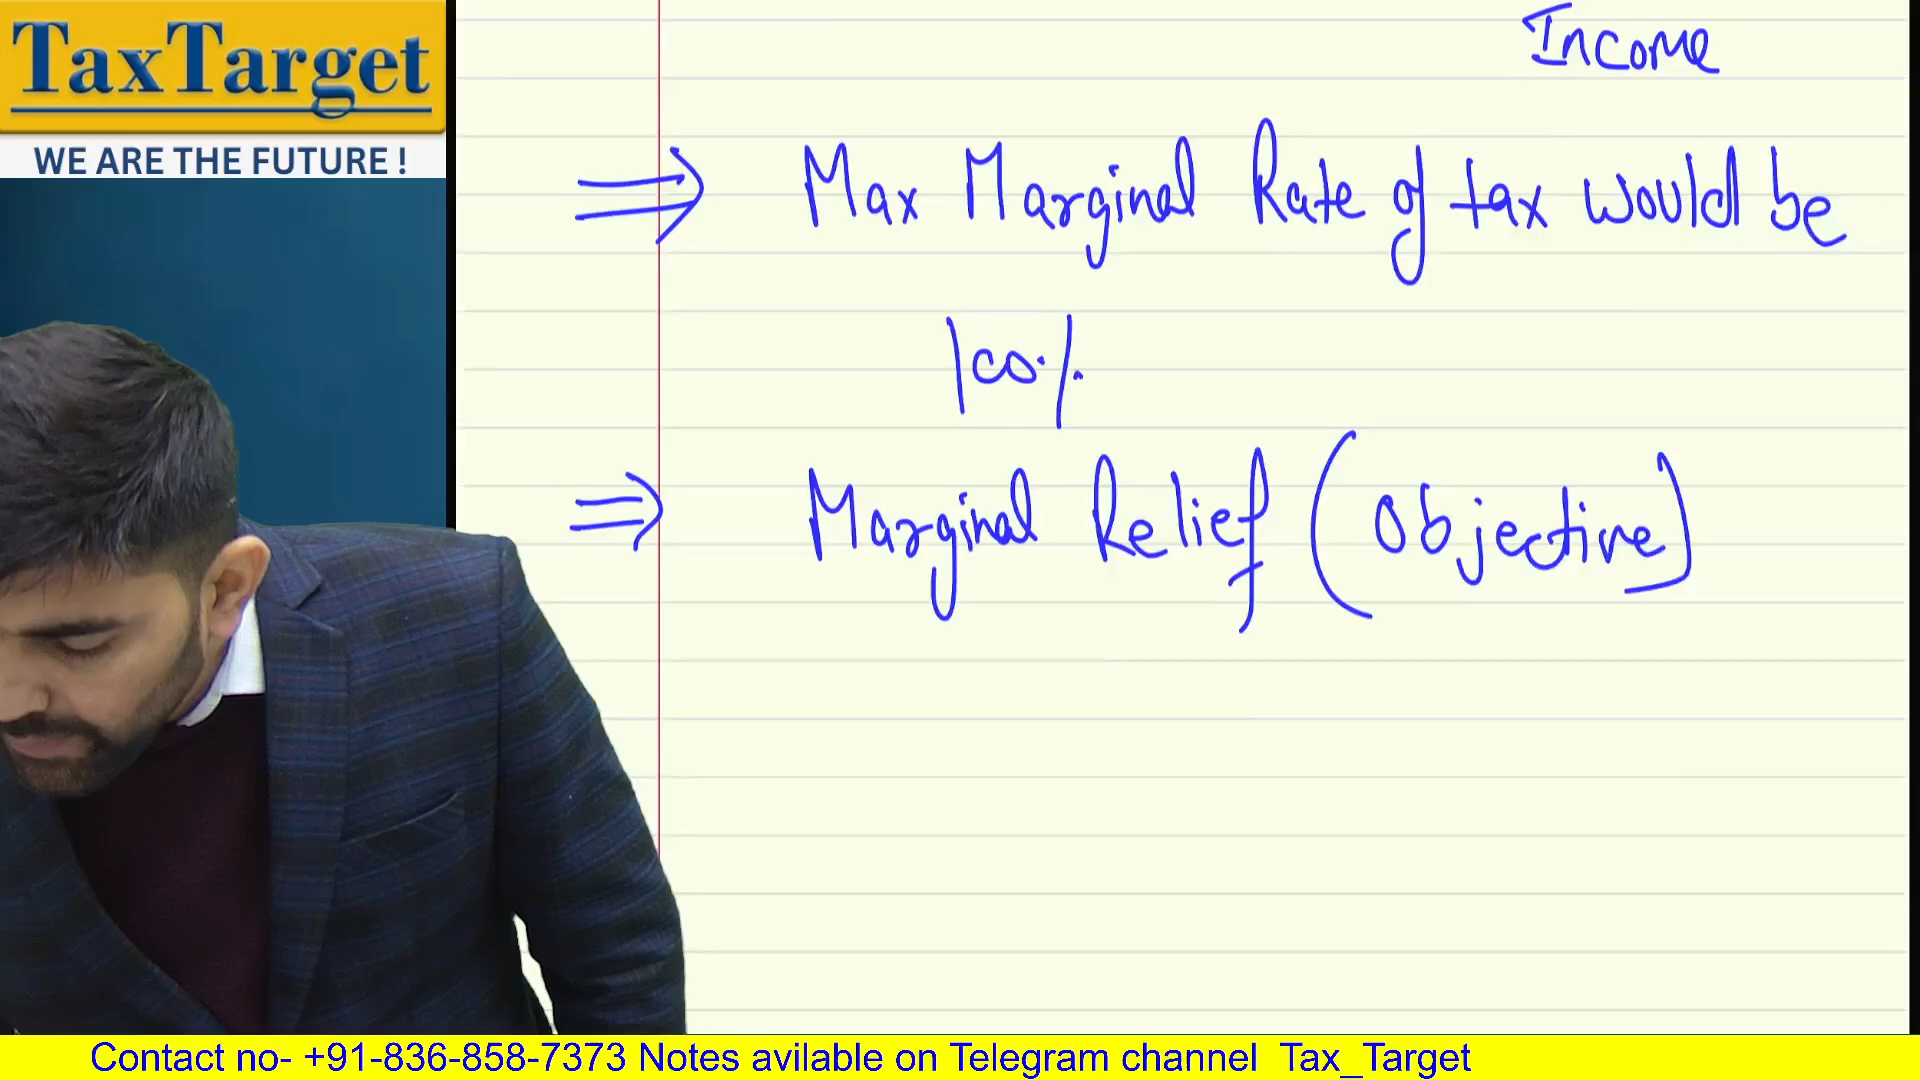 TaxTarget
WE ARE THE FUTURE !
Income
⇒ Max Marginal Rate of tax would be
100%
⇒ Marginal Relief (Objective)
Contact no- +91-836-858-7373 Notes avilable on Telegram channel Tax_Target